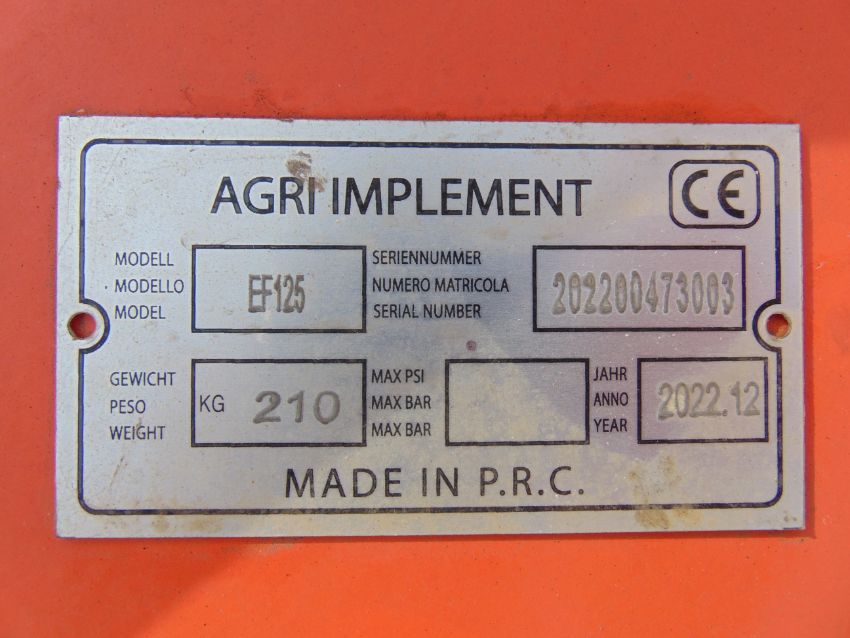 AGRI IMPLEMENT CE
MODELL
MODELLO
MODEL
EF125
SERIENNUMMER
NUMERO MATRICOLA
SERIAL NUMBER
202200473003
GEWICHT
PESO
WEIGHT
KG 210
MAX PSI
MAX BAR
MAX BAR
JAHR
ANNO
YEAR
2022.12
MADE IN P.R.C.